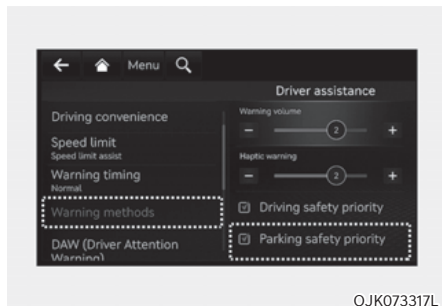 Menu
Driver assistance
Driving convenience
Speed limit
Speed limit assist
Warning timing
Normal
Warning methods
DAW (Driver Attention
Warning)
Warning volume
- 2 +
Haptic warning
- 2 +
Driving safety priority
Parking safety priority
OJK073317L